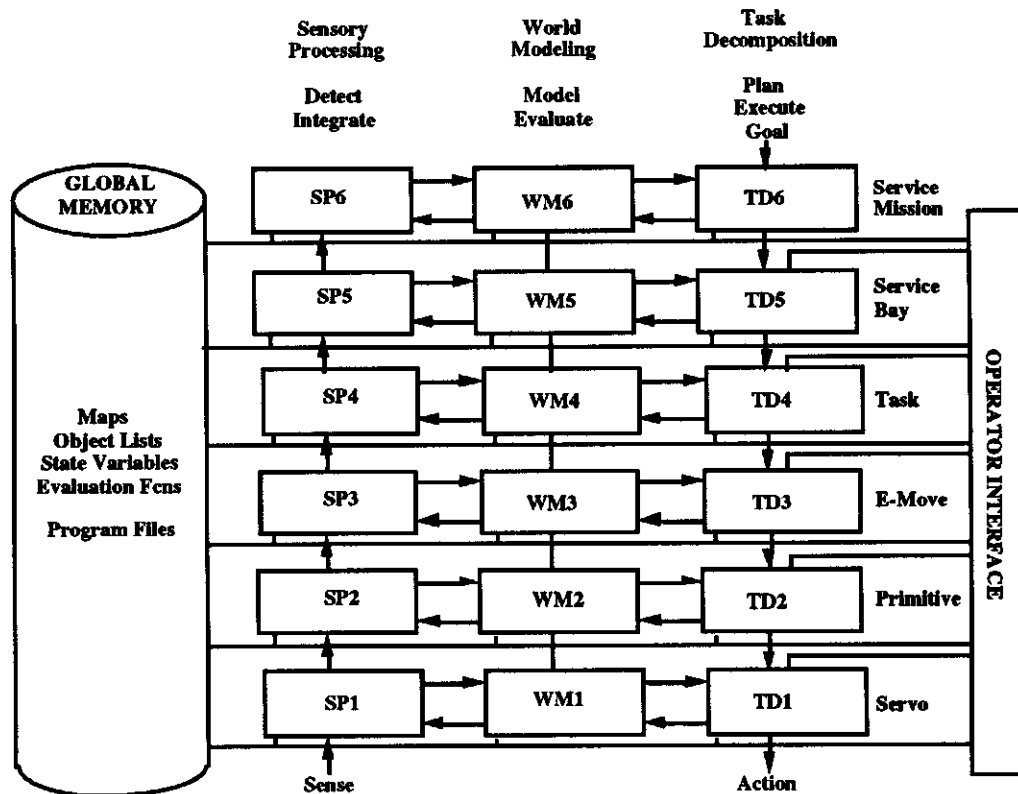 Sensory
Processing
World
Modeling
Task
Decomposition
Detect
Integrate
Model
Evaluate
Plan
Execute
Goal
GLOBAL
MEMORY
Maps
Object Lists
State Variables
Evaluation Fcns
Program Files
SP6
WM6
TD6
Service
Mission
SP5
WM5
TD5
Service
Bay
SP4
WM4
TD4
Task
SP3
WM3
TD3
E-Move
SP2
WM2
TD2
Primitive
SP1
WM1
TD1
Servo
Sense
Action
OPERATOR INTERFACE